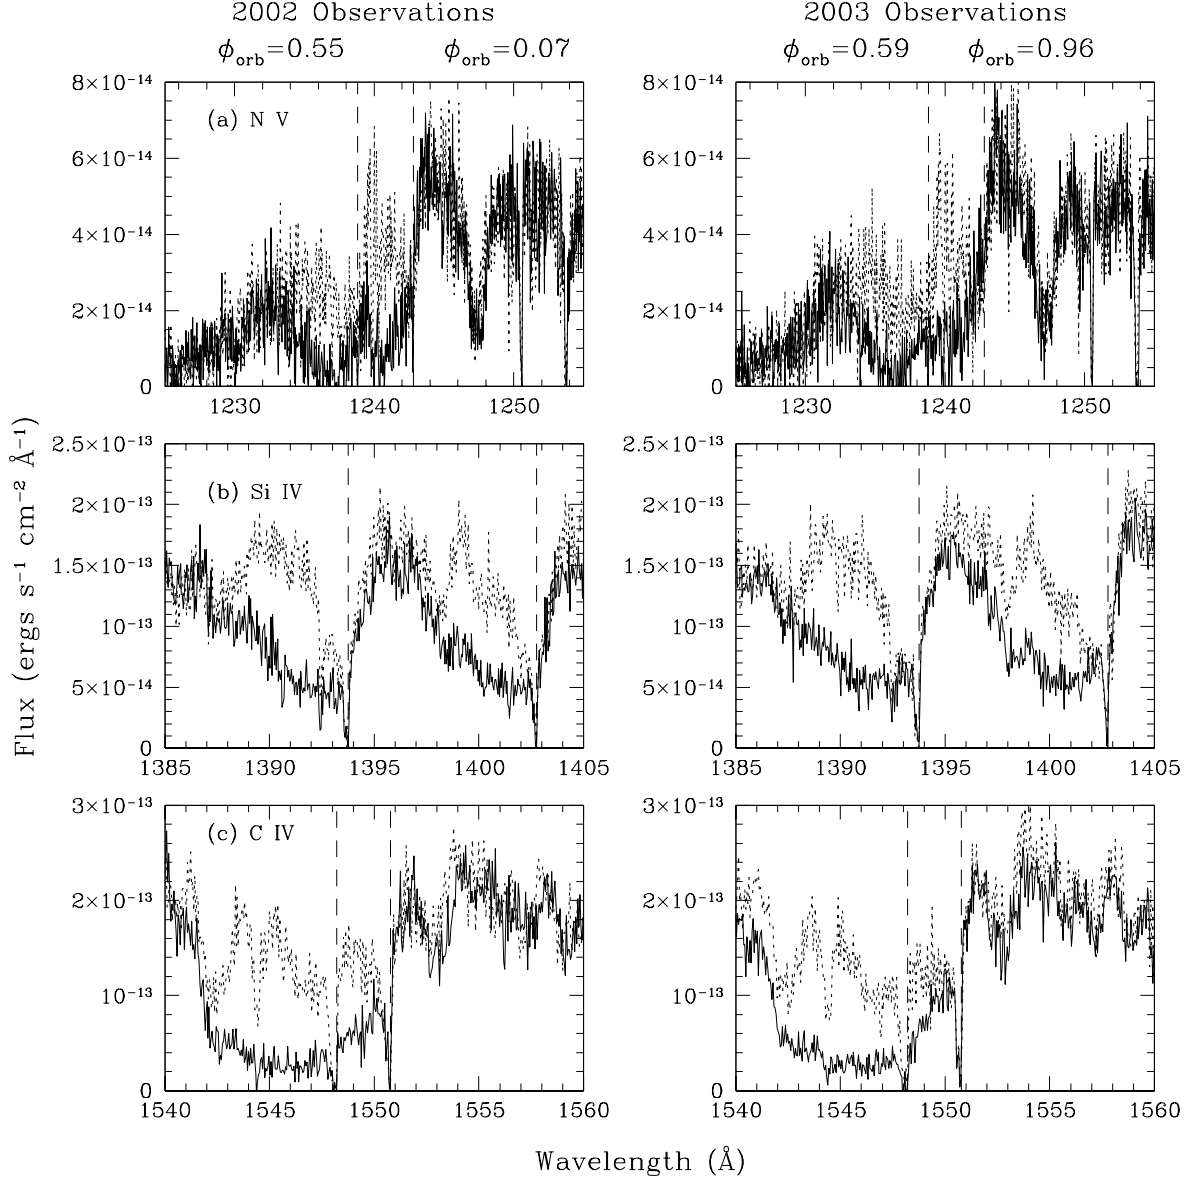 2002 Observations 2003 Observations
ϕorb=0.55 ϕorb=0.07 ϕorb=0.59 ϕorb=0.96
8×10⁻¹⁴ 8×10⁻¹⁴
(a) N V
6×10⁻¹⁴ 6×10⁻¹⁴
4×10⁻¹⁴ 4×10⁻¹⁴
2×10⁻¹⁴ 2×10⁻¹⁴
0 0
1230 1240 1250 1230 1240 1250
2.5×10⁻¹³ 2.5×10⁻¹³
(b) Si IV
2×10⁻¹³ 2×10⁻¹³
1.5×10⁻¹³ 1.5×10⁻¹³
10⁻¹³ 10⁻¹³
5×10⁻¹⁴ 5×10⁻¹⁴
0 0
1385 1390 1395 1400 1405 1385 1390 1395 1400 1405
Flux (ergs s⁻¹ cm⁻² Å⁻¹)
3×10⁻¹³ 3×10⁻¹³
(c) C IV
2×10⁻¹³ 2×10⁻¹³
10⁻¹³ 10⁻¹³
0 0
1540 1545 1550 1555 1560 1540 1545 1550 1555 1560
Wavelength (Å)